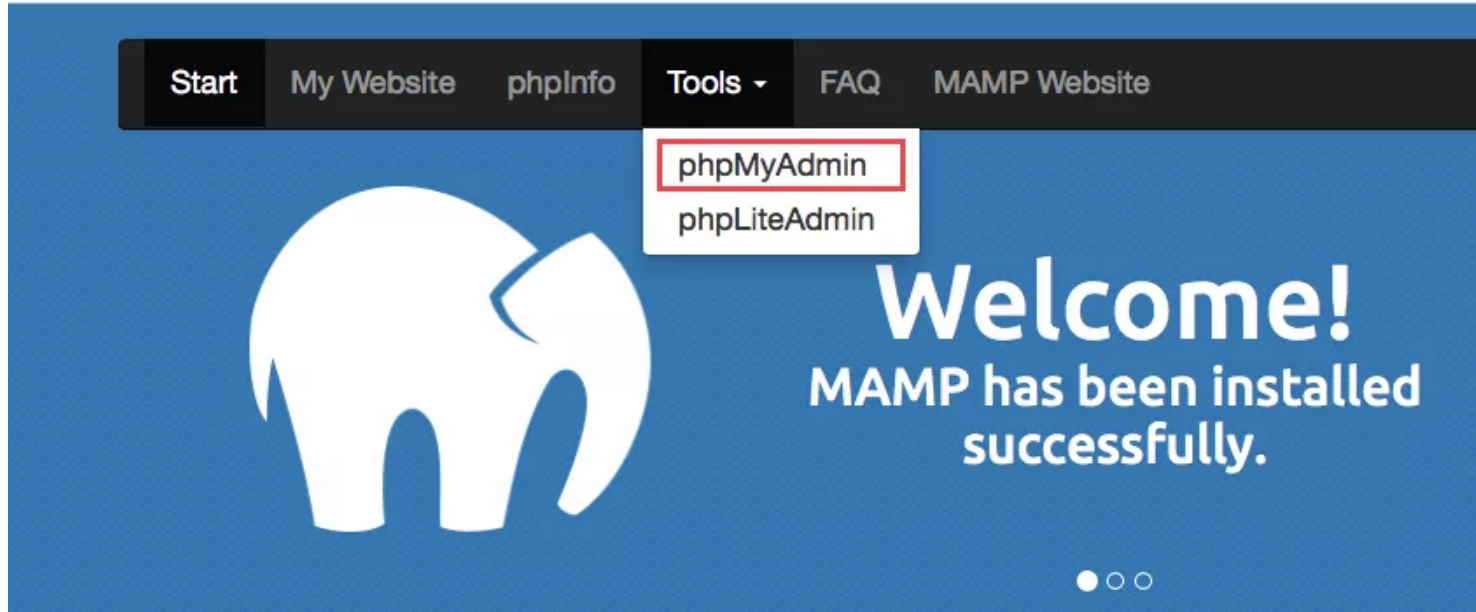 Start My Website phpInfo Tools FAQ MAMP Website
phpMyAdmin
phpLiteAdmin
Welcome!
MAMP has been installed
successfully.